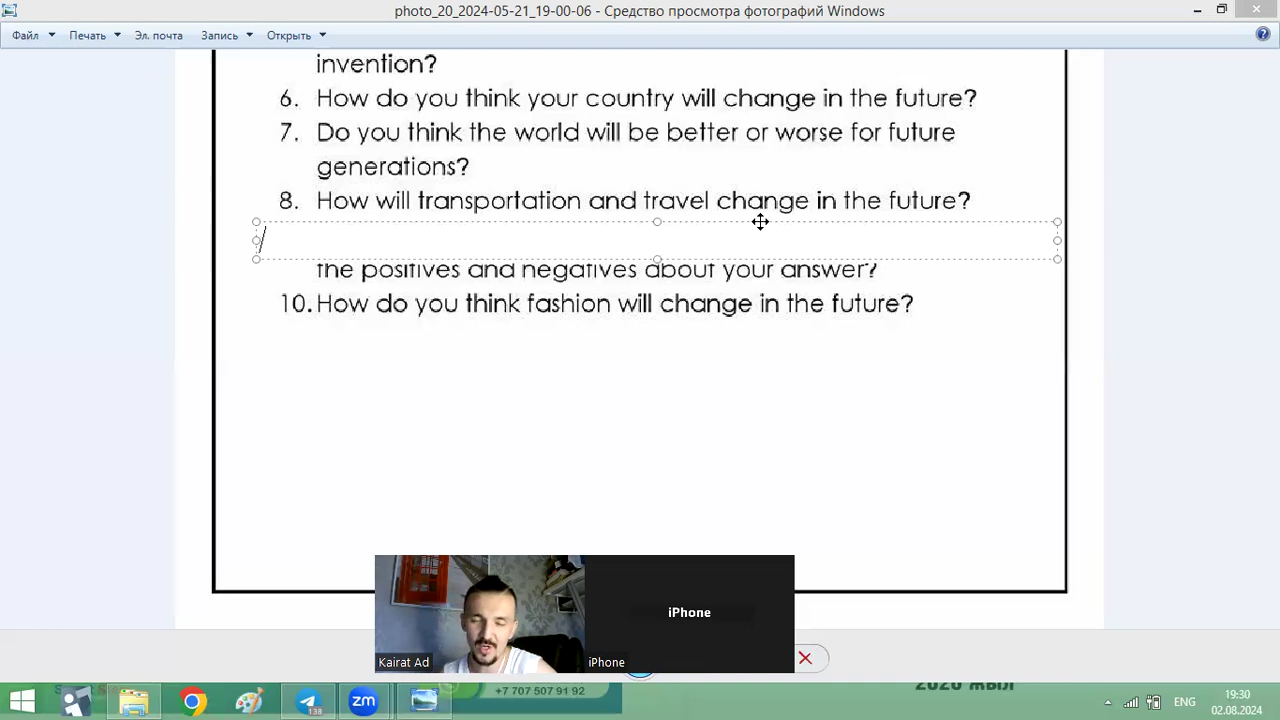 photo_20_2024-05-21_19-00-06 - Средство просмотра фотографий Windows
Файл Печать Эл. почта Запись Открыть
invention?
6. How do you think your country will change in the future?
7. Do you think the world will be better or worse for future
generations?
8. How will transportation and travel change in the future?
the positives and negatives about your answer?
10. How do you think fashion will change in the future?
iPhone
Kairat Ad
iPhone
138
zm
+7 707 507 91 92
ENG
19:30
02.08.2024